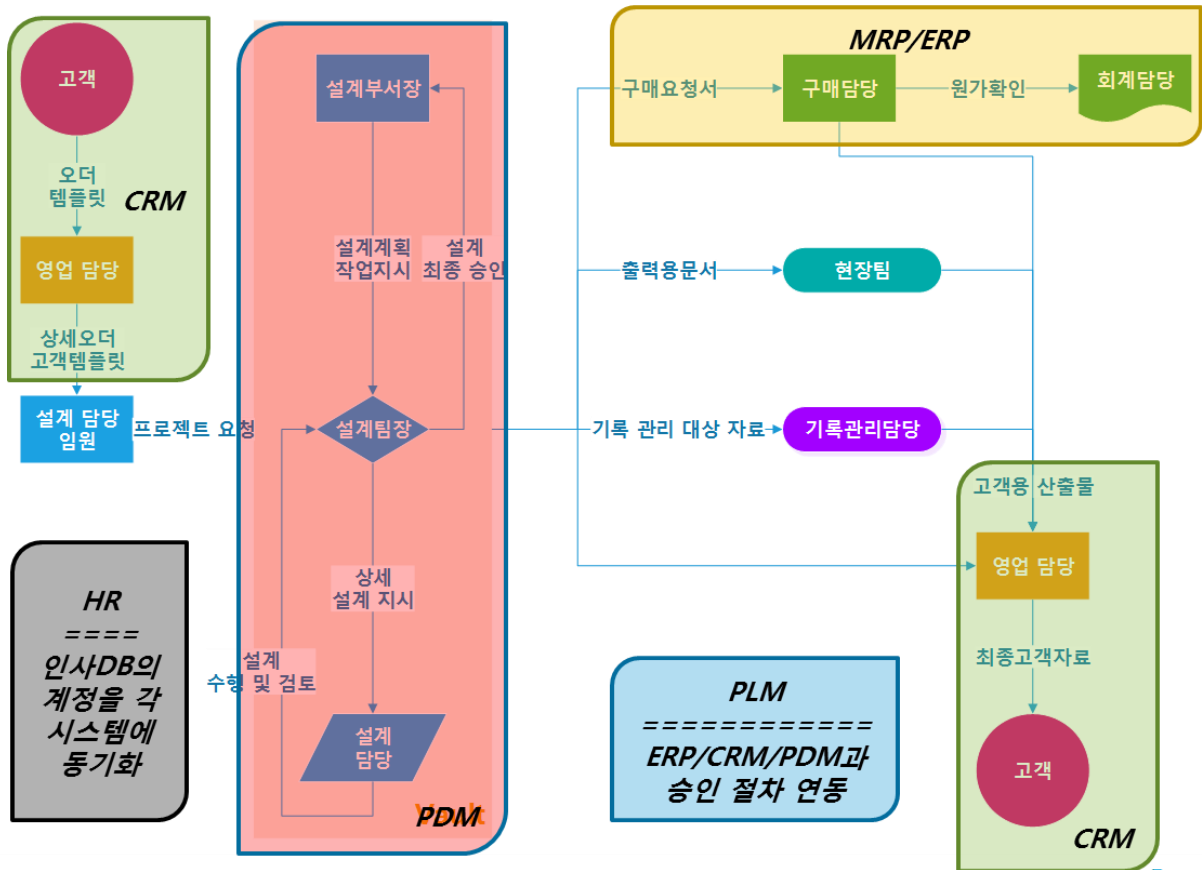 고객
오더
템플릿
CRM
영업 담당
상세오더
고객템플릿
설계 담당
임원
프로젝트 요청
HR
====
인사DB의
계정을 각
시스템에
동기화
설계부서장
설계계획
작업지시
설계
최종 승인
설계팀장
상세
설계 지시
설계
수행 및 검토
설계
담당
PDM
MRP/ERP
구매요청서
구매담당
원가확인
회계담당
출력용문서
현장팀
기록 관리 대상 자료
기록관리담당
고객용 산출물
영업 담당
최종고객자료
고객
CRM
PLM
============
ERP/CRM/PDM과
승인 절차 연동